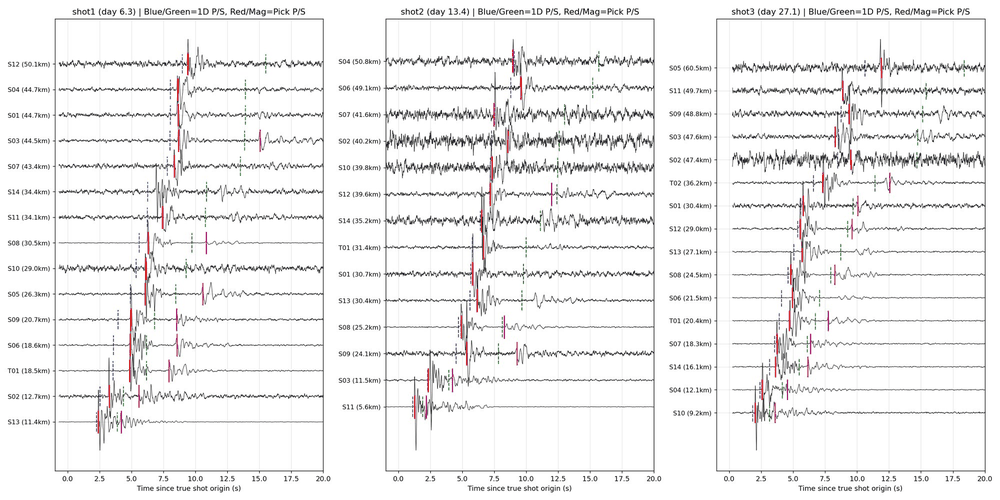 shot1 (day 6.3) | Blue/Green=1D P/S, Red/Mag=Pick P/S
S12 (50.1km)
S04 (44.7km)
S01 (44.7km)
S03 (44.5km)
S07 (43.4km)
S14 (34.4km)
S11 (34.1km)
S08 (30.5km)
S10 (29.0km)
S05 (26.3km)
S09 (20.7km)
S06 (18.6km)
T01 (18.5km)
S02 (12.7km)
S13 (11.4km)
0.0 2.5 5.0 7.5 10.0 12.5 15.0 17.5 20.0
Time since true shot origin (s)
shot2 (day 13.4) | Blue/Green=1D P/S, Red/Mag=Pick P/S
S04 (50.8km)
S06 (49.1km)
S07 (41.6km)
S02 (40.2km)
S10 (39.8km)
S12 (39.6km)
S14 (35.2km)
T01 (31.4km)
S01 (30.7km)
S13 (30.4km)
S08 (25.2km)
S09 (24.1km)
S03 (11.5km)
S11 (5.6km)
0.0 2.5 5.0 7.5 10.0 12.5 15.0 17.5 20.0
Time since true shot origin (s)
shot3 (day 27.1) | Blue/Green=1D P/S, Red/Mag=Pick P/S
S05 (60.5km)
S11 (49.7km)
S09 (48.8km)
S03 (47.6km)
S02 (47.4km)
T02 (36.2km)
S01 (30.4km)
S12 (29.0km)
S13 (27.1km)
S08 (24.5km)
S06 (21.5km)
T01 (20.4km)
S07 (18.3km)
S14 (16.1km)
S04 (12.1km)
S10 (9.2km)
0.0 2.5 5.0 7.5 10.0 12.5 15.0 17.5 20.0
Time since true shot origin (s)